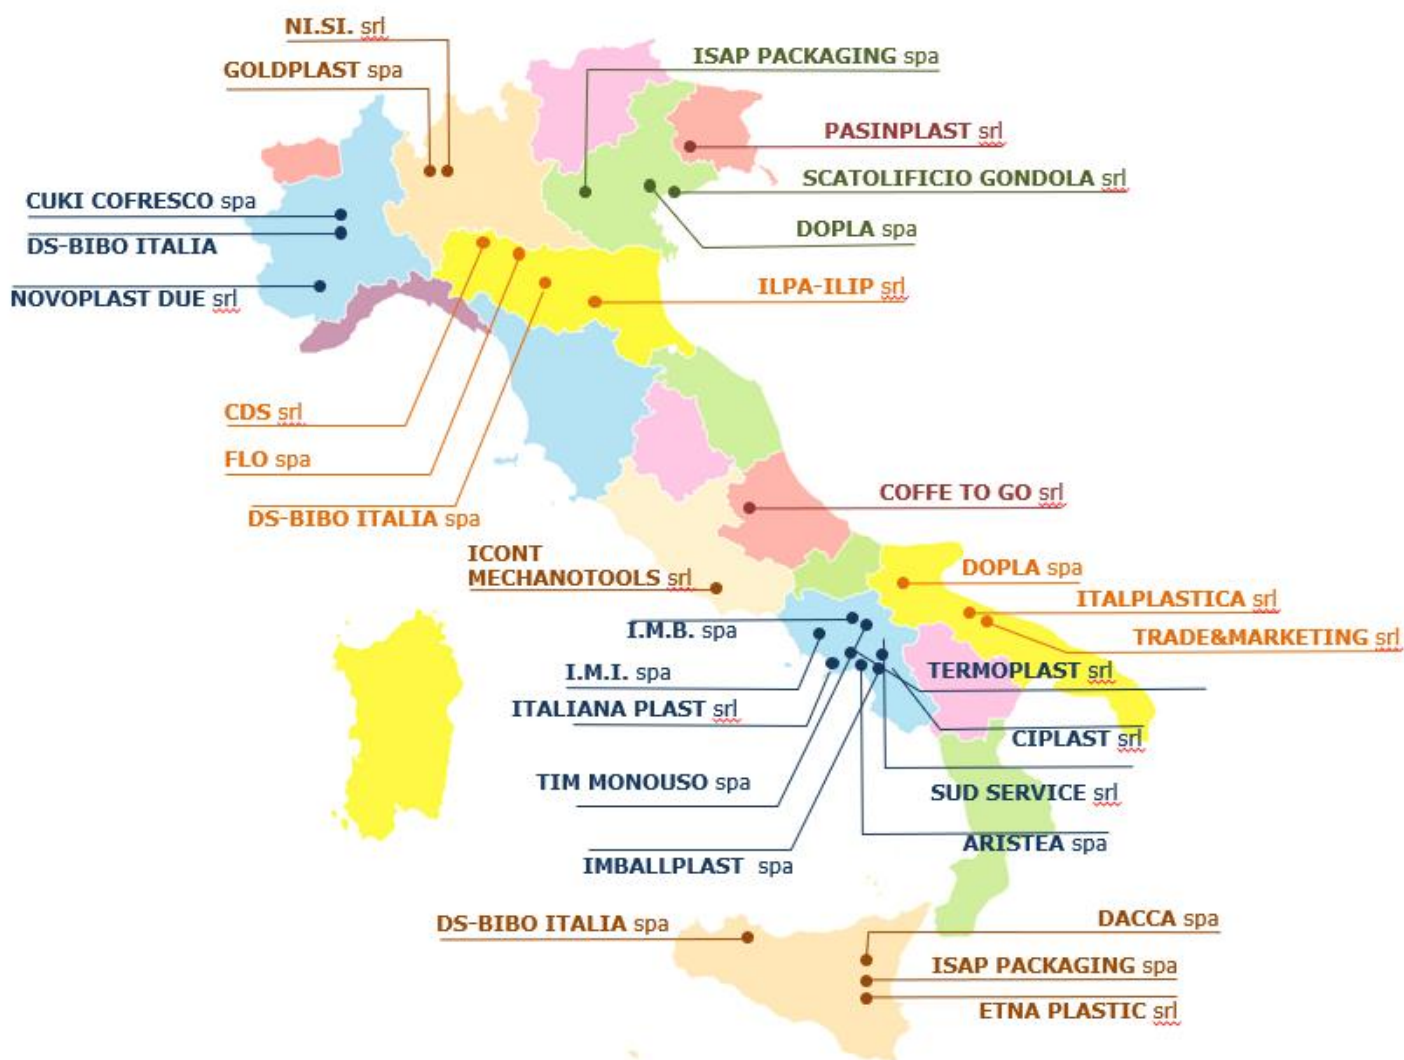 NI.SI. srl
GOLDPLAST spa
ISAP PACKAGING spa
PASINPLAST srl
SCATOLIFICIO GONDOLA srl
CUKI COFRESCO spa
DOPLA spa
DS-BIBO ITALIA
NOVOPLAST DUE srl
ILPA-ILIP srl
CDS srl
FLO spa
DS-BIBO ITALIA spa
COFFE TO GO srl
ICONT
MECHANOTOOLS srl
DOPLA spa
ITALPLASTICA srl
I.M.B. spa
TRADE&MARKETING srl
I.M.I. spa
TERMOPLAST srl
ITALIANA PLAST srl
CIPLAST srl
TIM MONOUSO spa
SUD SERVICE srl
ARISTEA spa
IMBALLPLAST spa
DS-BIBO ITALIA spa
DACCA spa
ISAP PACKAGING spa
ETNA PLASTIC srl